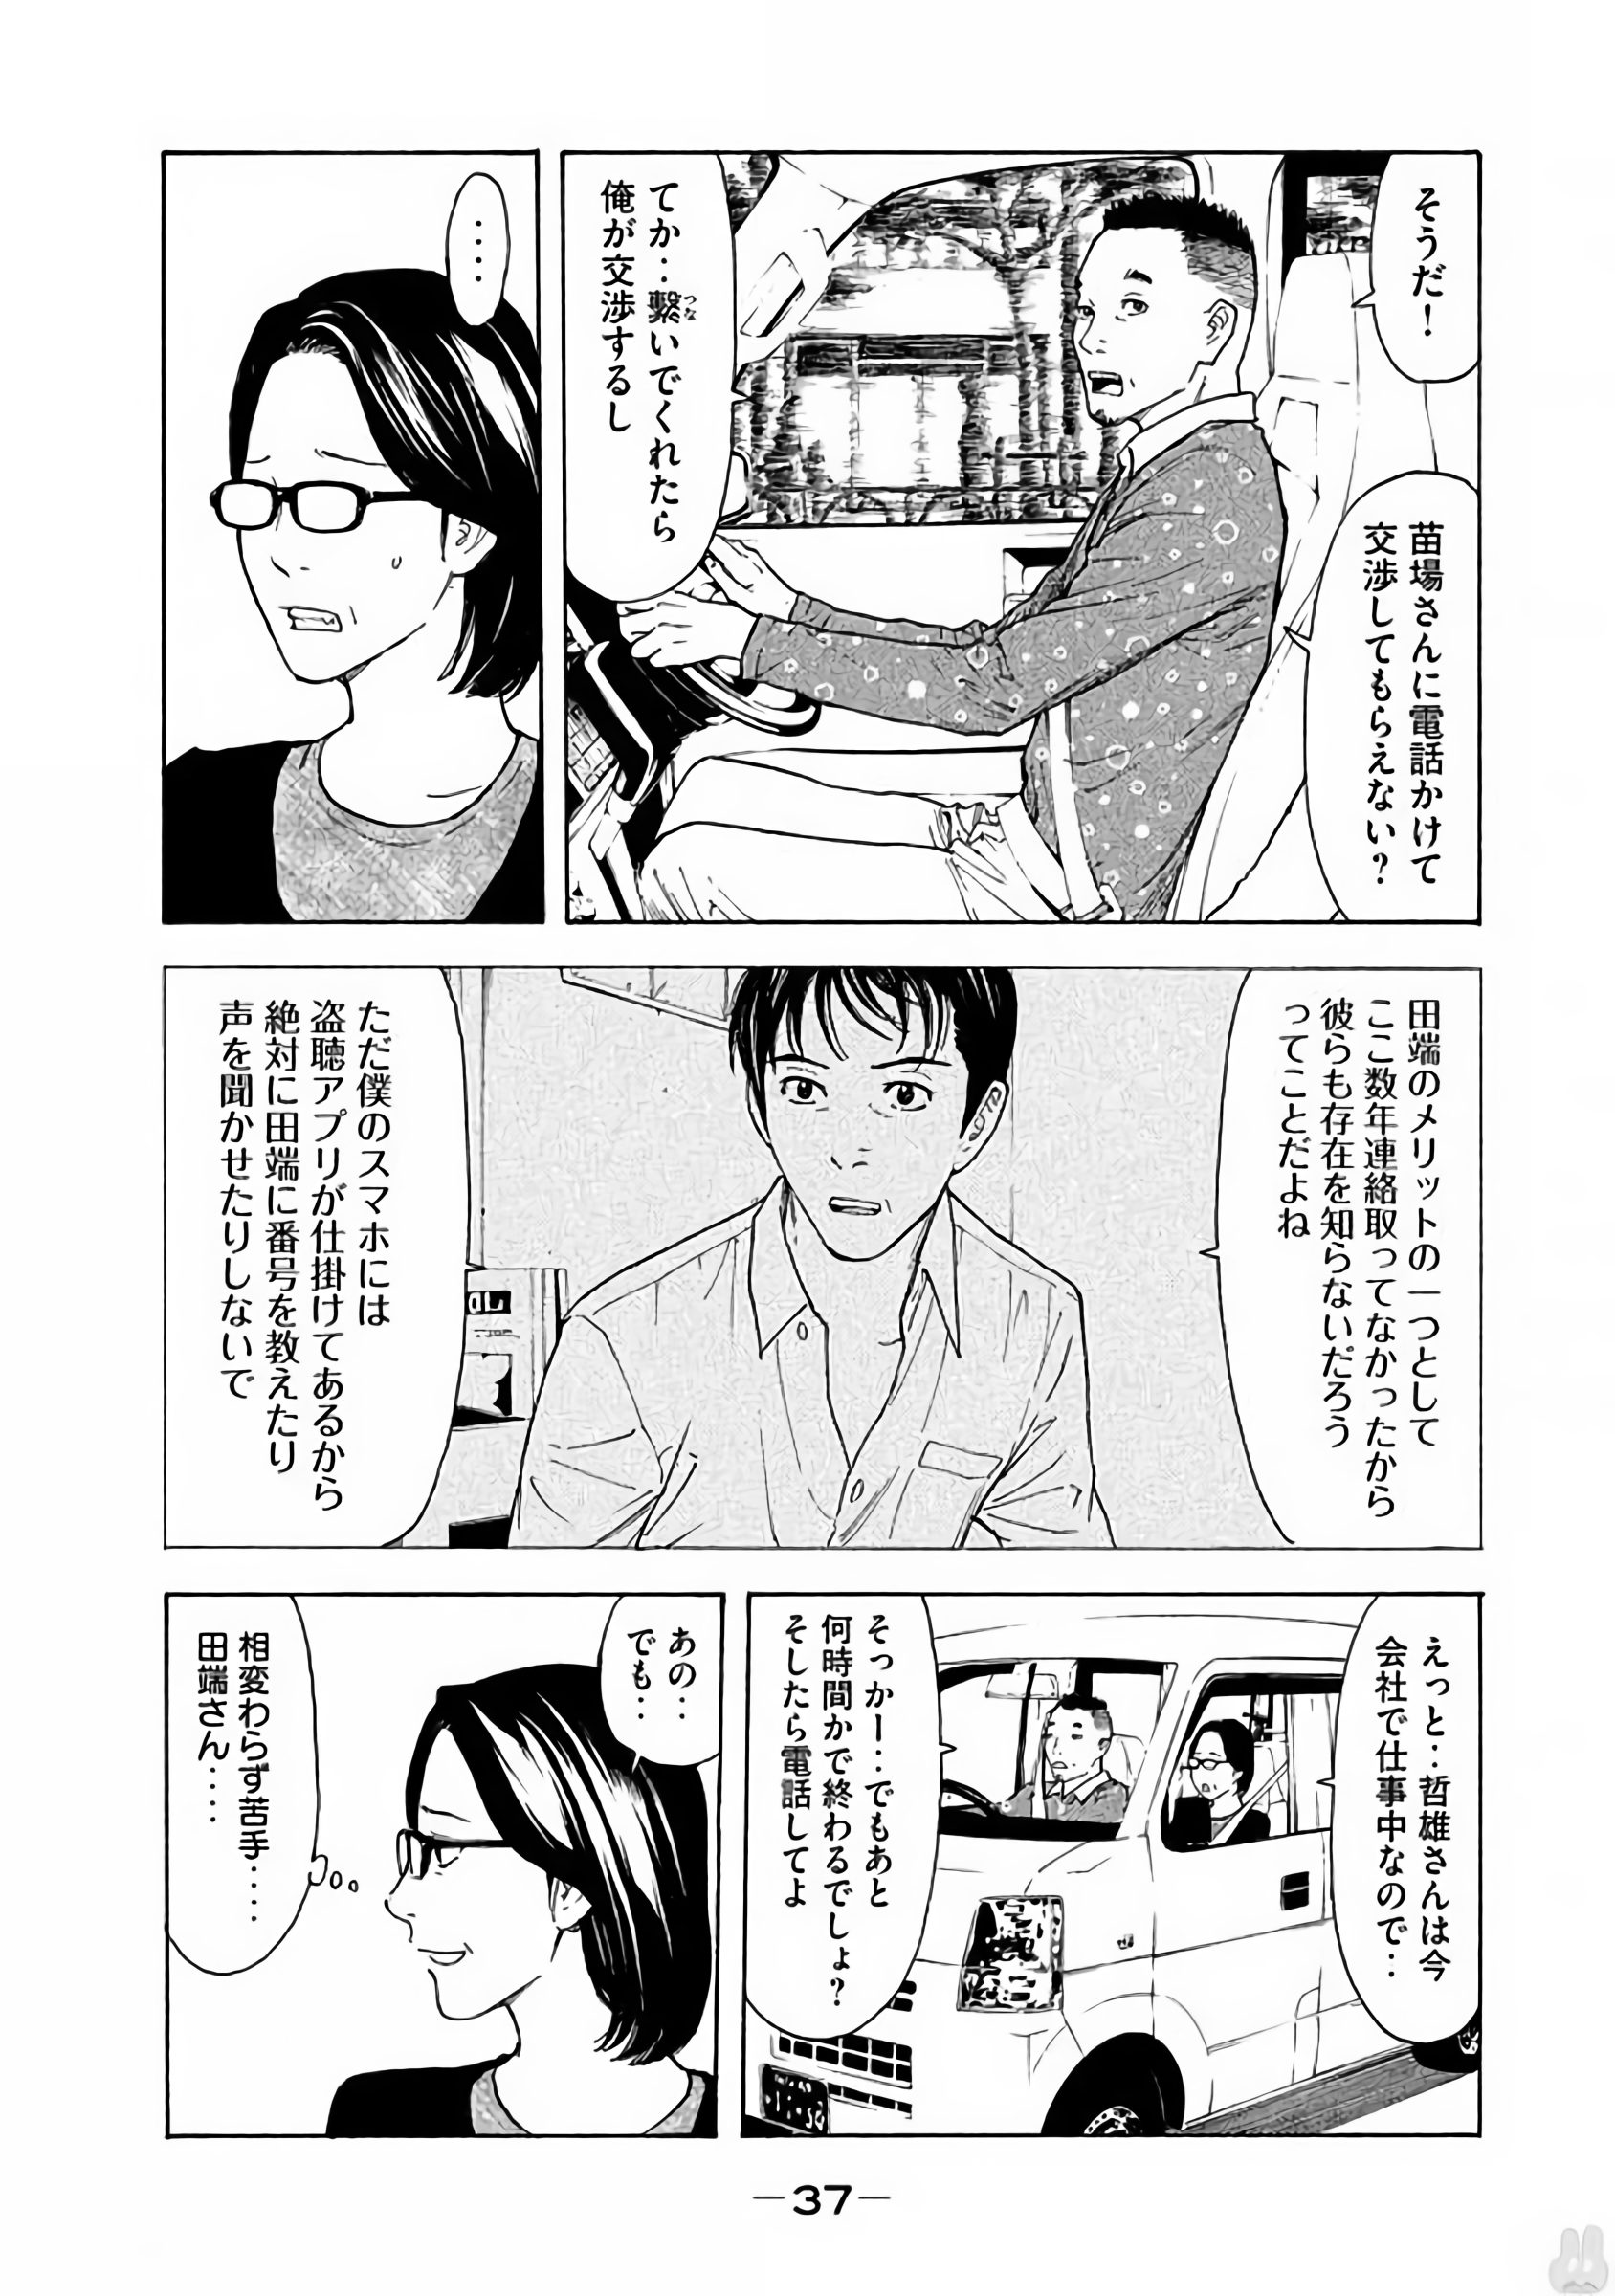 そうだ！
苗場さんに電話かけて
交渉してもらえない？
てか‥繋いでくれたら
つな
俺が交渉するし
‥‥
田端のメリットの一つとして
ここ数年連絡取ってなかったから
彼らも存在を知らないだろう
ってことだよね
ただ僕のスマホには
盗聴アプリが仕掛けてあるから
絶対に田端に番号を教えたり
声を聞かせたりしないで
えっと‥哲雄さんは今
会社で仕事中なので‥
そっかー‥でもあと
何時間かで終わるでしょ？
そしたら電話してよ
あの‥
でも‥
相変わらず苦手‥‥
田端さん‥‥
―37―